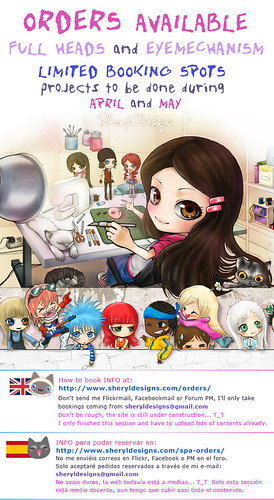 ORDERS AVAILABLE
FULL HEADS and EYEMECHANISM
LIMITED BOOKING SPOTS
projects to be done during
APRIL and MAY
Sheryl Designs
How to book INFO at:
http://www.sheryldesigns.com/orders/
Don't send me Flickrmail, Facebookmail or Forum PM, I'll only take
bookings coming from sheryldesigns@gmail.com
Don't be rough, the site is still under construction... T_T
I only finished this section and have to upload lots of cements already.
INFO para poder reservar en:
http://www.sheryldesigns.com/spa-orders/
No me enviéis correos en Flickr, Facebook o PM en el foro.
Solo aceptaré pedidos reservados a través de mi e-mail:
sheryldesigns@gmail.com
No seais duros, la web todavía está a medias... T_T Solo esta sección
está medio decente, aun tengo que subir casi todo el contenido.